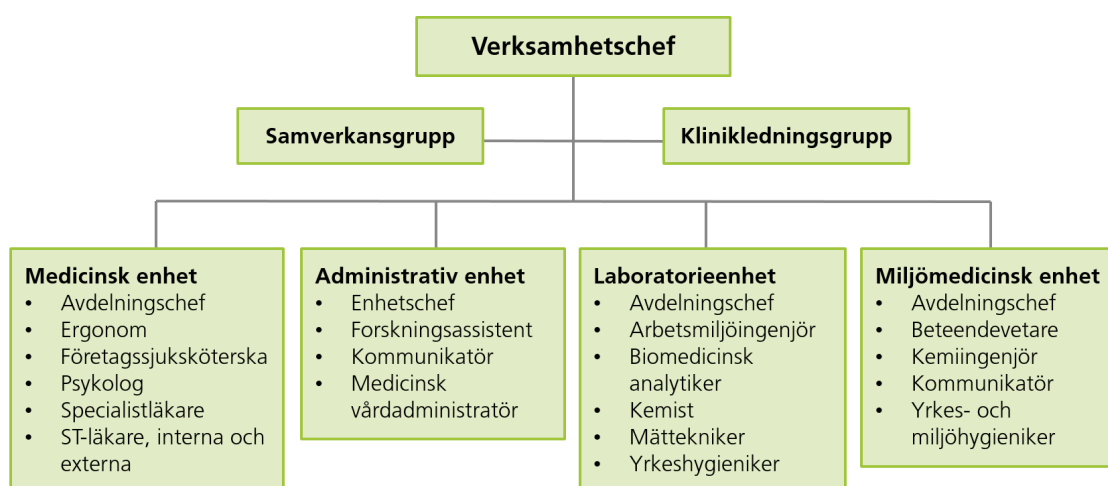 Verksamhetschef
Samverkansgrupp
Klinikledningsgrupp
Medicinsk enhet
• Avdelningschef
• Ergonom
• Företagssjuksköterska
• Psykolog
• Specialistläkare
• ST-läkare, interna och
externa
Administrativ enhet
• Enhetschef
• Forskningsassistent
• Kommunikatör
• Medicinsk
vårdadministratör
Laboratorieenhet
• Avdelningschef
• Arbetsmiljöingenjör
• Biomedicinsk
analytiker
• Kemist
• Mättekniker
• Yrkeshygieniker
Miljömedicinsk enhet
• Avdelningschef
• Beteendevetare
• Kemiingenjör
• Kommunikatör
• Yrkes- och
miljöhygieniker